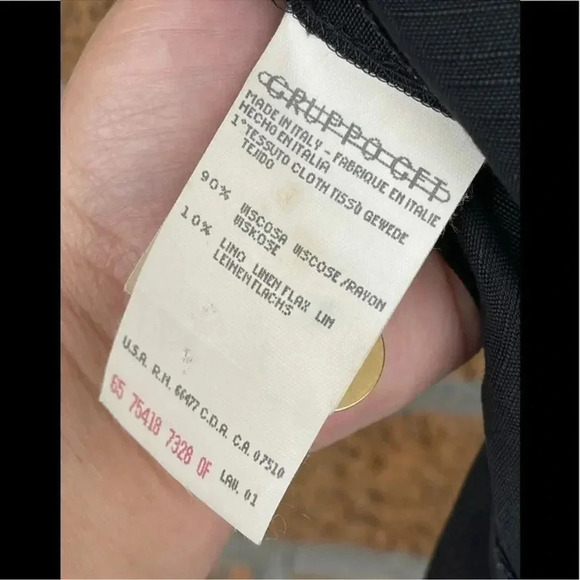 GRUPPO GFT
MADE IN ITALY - FABRIQUE EN ITALIE
HECHO EN ITALIA
1°TESSUTO CLOTH TISSU GEWEDE
TEJIDO
90% VISCOSA VISCOSE/RAYON
VISKOSE
10% LINO LINEN FLAX LIN
LEINEN FLACHS
U.S.A. R.N. 66477 C.D.A. C.A. 07510
65 75418 7328 OF LAV. 01